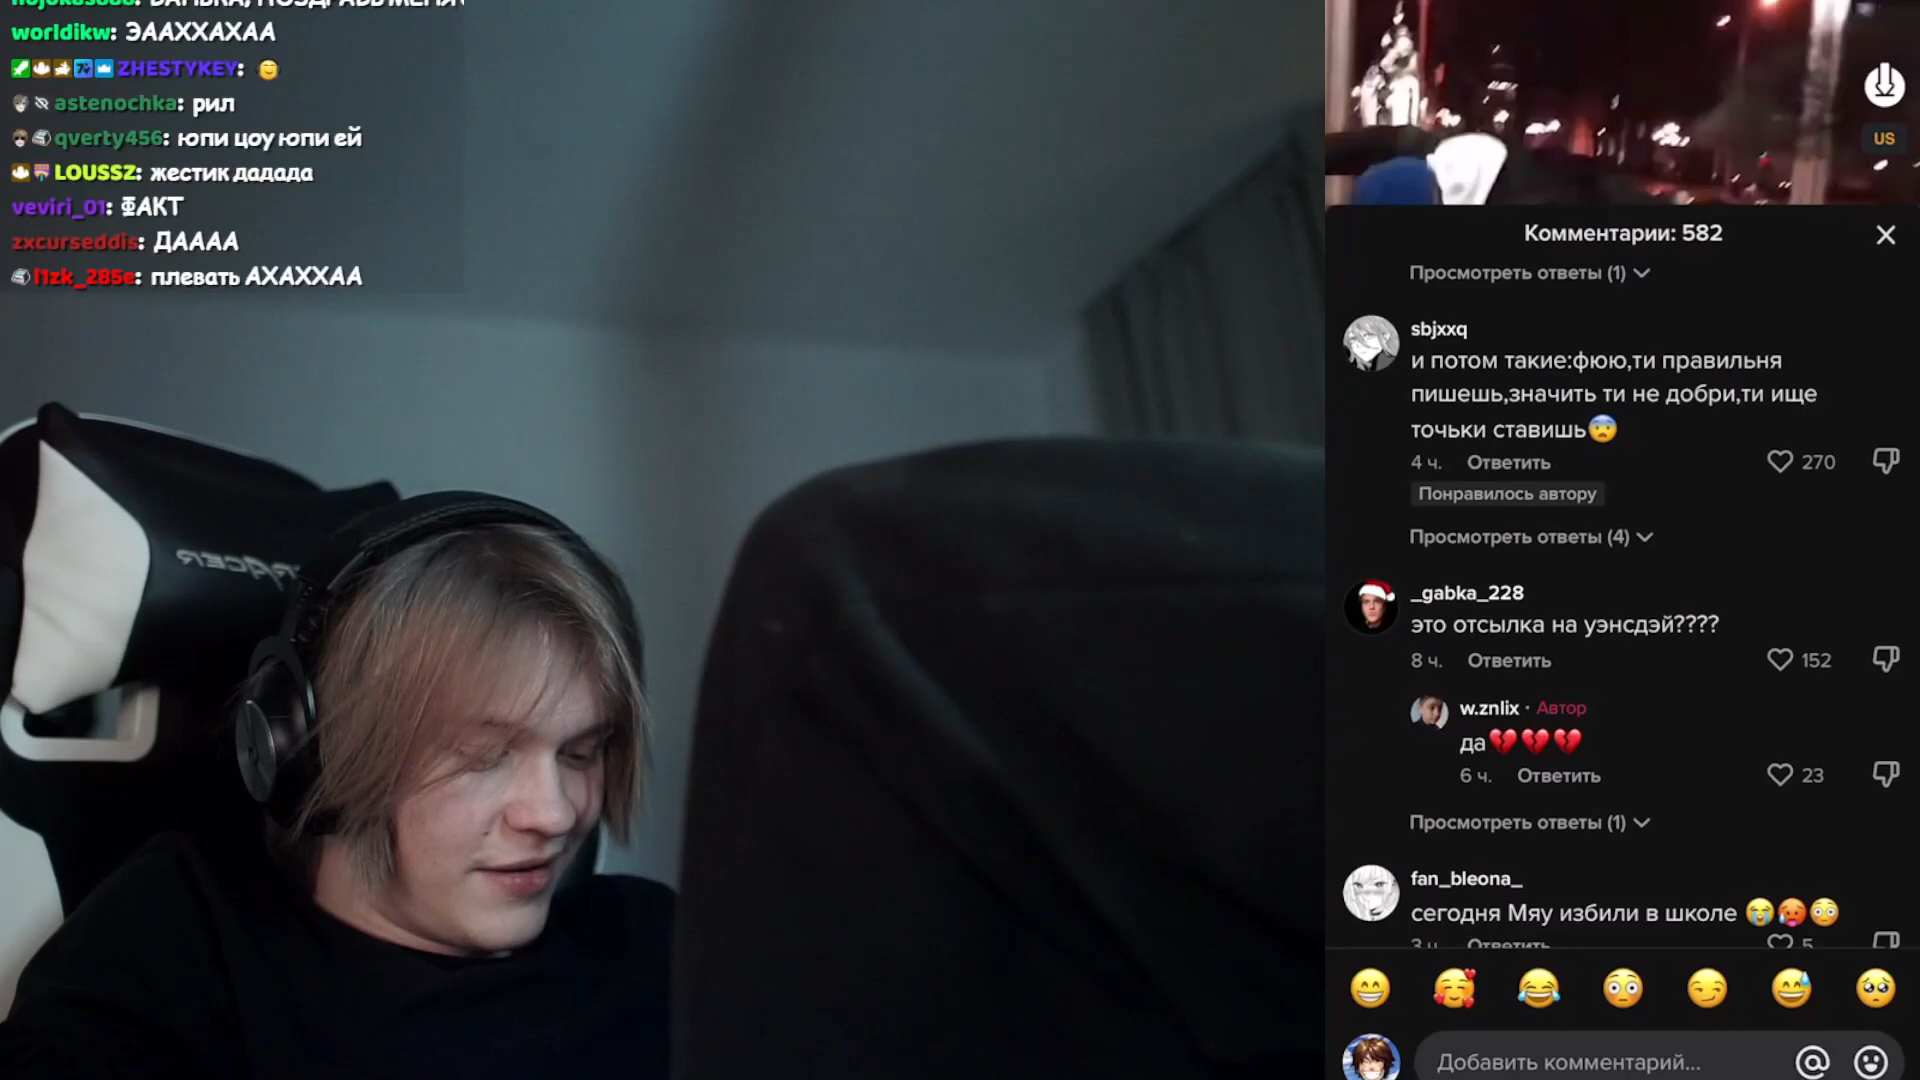 worldikw: ЭААХХАХАА
ZHESTYKEY: 😊
astenochka: рил
qverty456: юпи цоу юпи ей
LOUSSZ: жестик дадада
veviri_01: ФАКТ
zxcurseddis: ДАААА
l1zk_285e: плевать АХАХХАА
US
Комментарии: 582
Просмотреть ответы (1)
sbjxxq
и потом такие:фюю,ти правильня
пишешь,значить ти не добри,ти ище
точьки ставишь😨
4 ч. Ответить 270
Понравилось автору
Просмотреть ответы (4)
_gabka_228
это отсылка на уэнсдэй????
8 ч. Ответить 152
w.znlix · Автор
да💔💔💔
6 ч. Ответить 23
Просмотреть ответы (1)
fan_bleona_
сегодня Мяу избили в школе 😭🥵😳
3 ч. Ответить 5
Добавить комментарий...